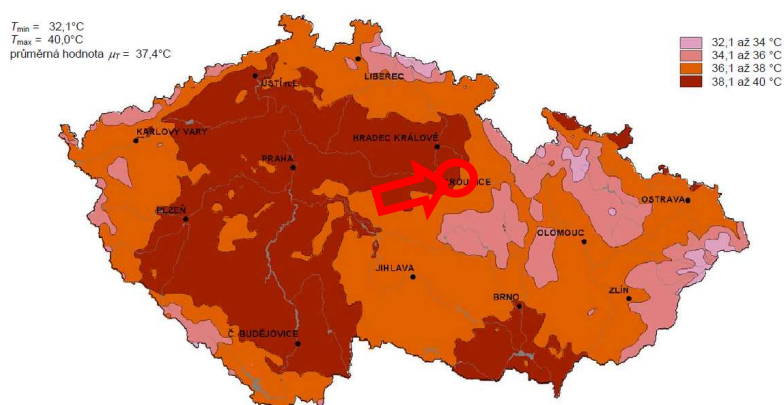 Tmin = 32,1°C
Tmax = 40,0°C
průměrná hodnota μT = 37,4°C
32,1 až 34 °C
34,1 až 36 °C
36,1 až 38 °C
38,1 až 40 °C
LIBEREC
ÚSTÍ n.L.
KARLOVY VARY
HRADEC KRÁLOVÉ
PRAHA
OSTRAVA
PLZEŇ
OLOMOUC
JIHLAVA
ZLÍN
BRNO
Č. BUDĚJOVICE